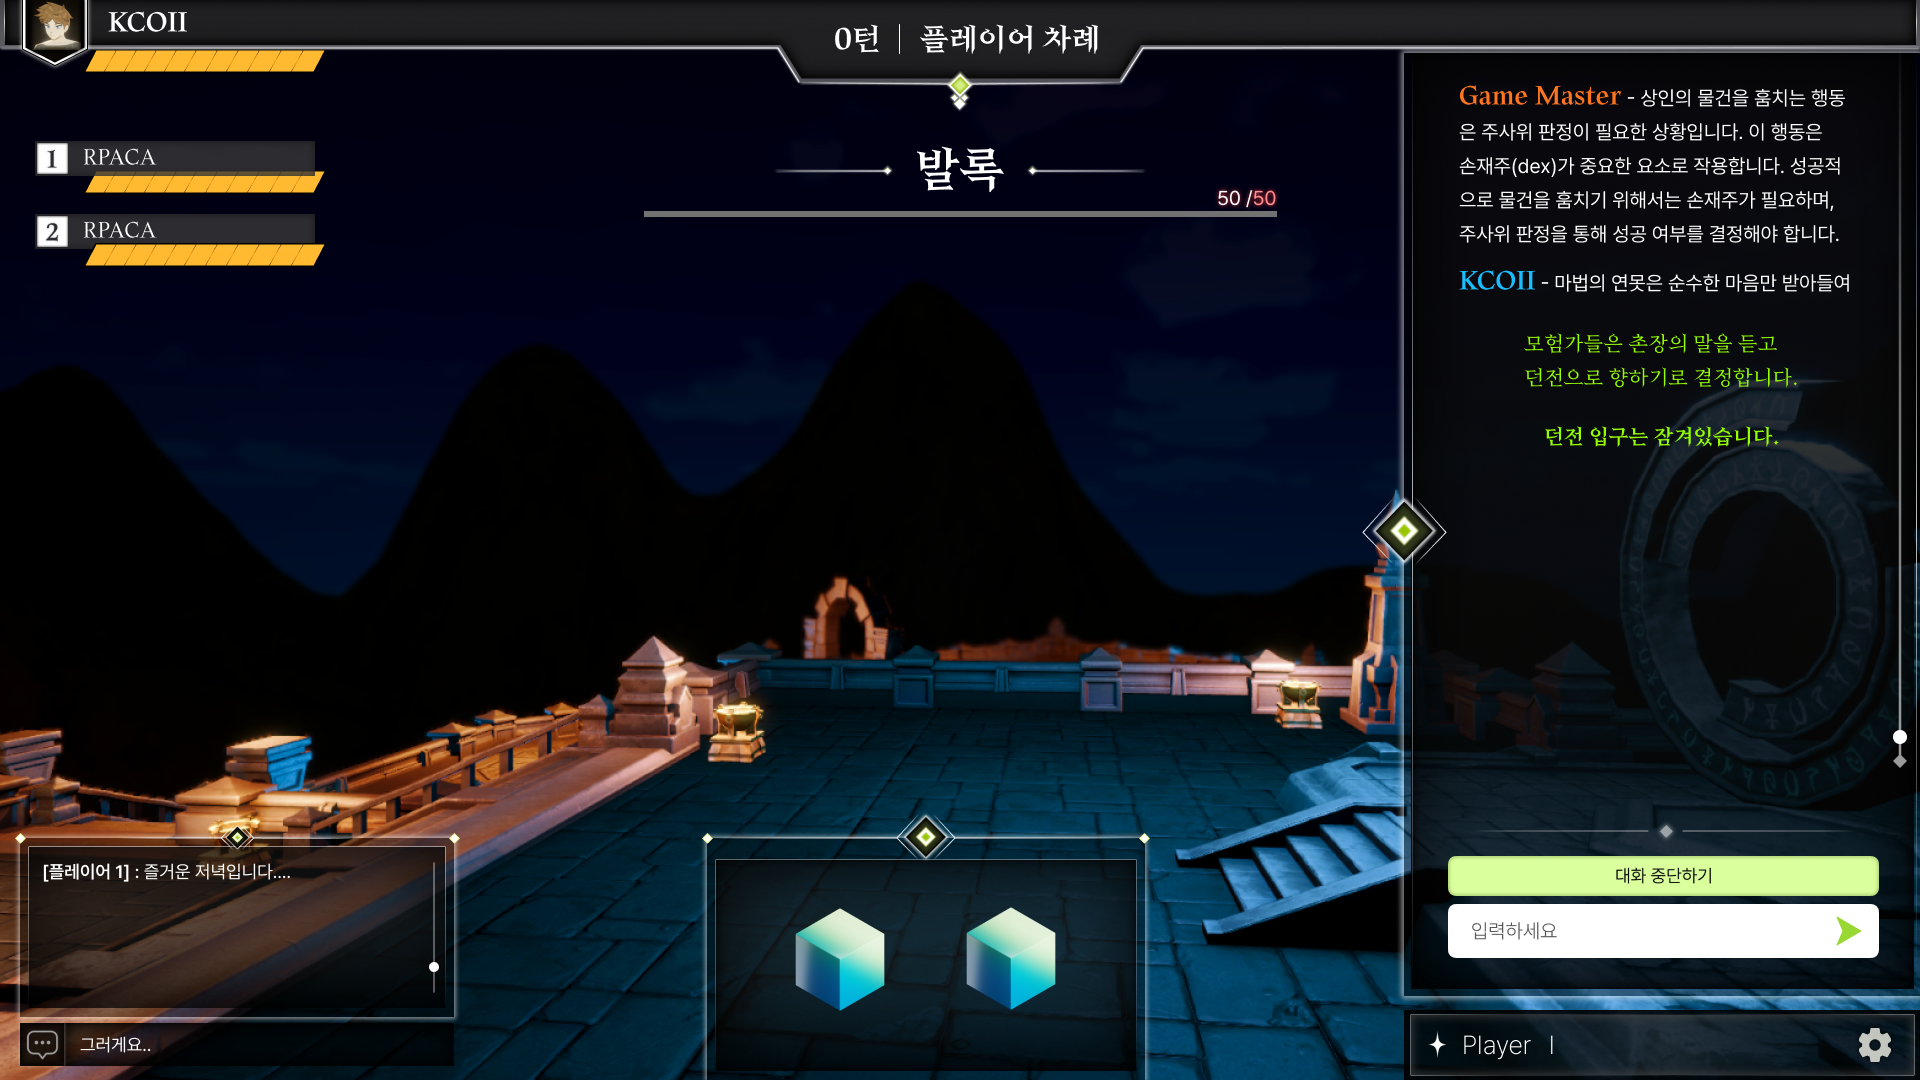 KCOII
0턴 | 플레이어 차례
1 RPACA
2 RPACA
발록
50 /50
Game Master - 상인의 물건을 훔치는 행동
은 주사위 판정이 필요한 상황입니다. 이 행동은
손재주(dex)가 중요한 요소로 작용합니다. 성공적
으로 물건을 훔치기 위해서는 손재주가 필요하며,
주사위 판정을 통해 성공 여부를 결정해야 합니다.
KCOII - 마법의 연못은 순수한 마음만 받아들여
모험가들은 촌장의 말을 듣고
던전으로 향하기로 결정합니다.
던전 입구는 잠겨있습니다.
대화 중단하기
입력하세요
[플레이어 1] : 즐거운 저녁입니다....
그러게요..
Player I